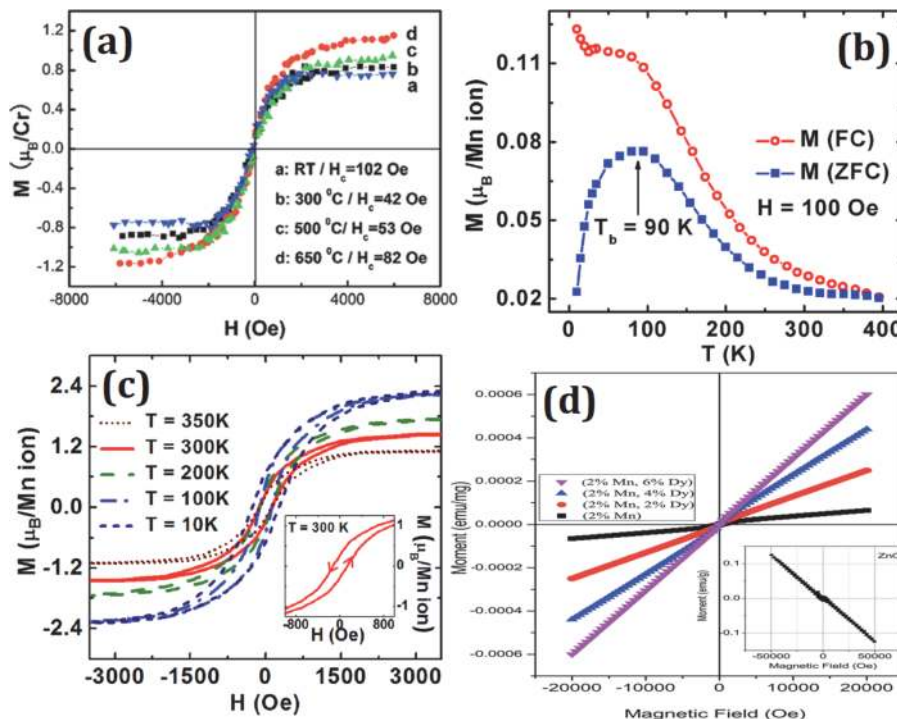 (a)
1.2
0.8
0.4
0.0
-0.4
-0.8
-1.2
M (μB/Cr)
d
c
b
a
a: RT / Hc=102 Oe
b: 300 ⁰C / Hc=42 Oe
c: 500 ⁰C/ Hc=53 Oe
d: 650 ⁰C / Hc=82 Oe
-8000 -4000 0 4000 8000
H (Oe)
(b)
0.11
0.08
0.05
0.02
M (μB /Mn ion)
M (FC)
M (ZFC)
H = 100 Oe
Tb = 90 K
0 100 200 300 400
T (K)
(c)
2.4
1.2
0.0
-1.2
-2.4
M (μB/Mn ion)
T = 350K
T = 300K
T = 200K
T = 100K
T = 10K
T = 300 K
1
0
-1
M (μB/Mn ion)
-800 0 800
H (Oe)
-3000 -1500 0 1500 3000
H (Oe)
(d)
0.0006
0.0004
0.0002
0.0000
-0.0002
-0.0004
-0.0006
Moment (emu/mg)
(2% Mn, 6% Dy)
(2% Mn, 4% Dy)
(2% Mn, 2% Dy)
(2% Mn)
ZnO
0.1
0.0
-0.1
Moment (emu/g)
-50000 0 50000
Magnetic Field (Oe)
-20000 -10000 0 10000 20000
Magnetic Field (Oe)